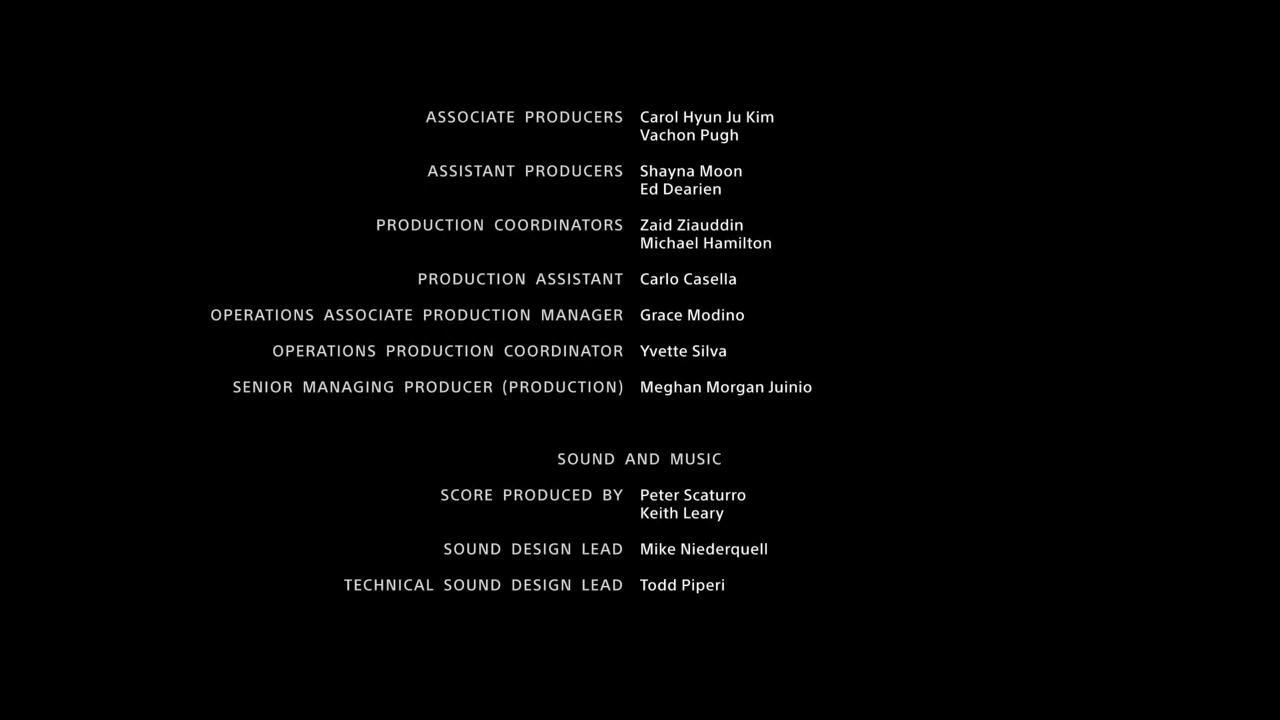 ASSOCIATE PRODUCERS Carol Hyun Ju Kim
Vachon Pugh
ASSISTANT PRODUCERS Shayna Moon
Ed Dearien
PRODUCTION COORDINATORS Zaid Ziauddin
Michael Hamilton
PRODUCTION ASSISTANT Carlo Casella
OPERATIONS ASSOCIATE PRODUCTION MANAGER Grace Modino
OPERATIONS PRODUCTION COORDINATOR Yvette Silva
SENIOR MANAGING PRODUCER (PRODUCTION) Meghan Morgan Juinio
SOUND AND MUSIC
SCORE PRODUCED BY Peter Scaturro
Keith Leary
SOUND DESIGN LEAD Mike Niederquell
TECHNICAL SOUND DESIGN LEAD Todd Piperi